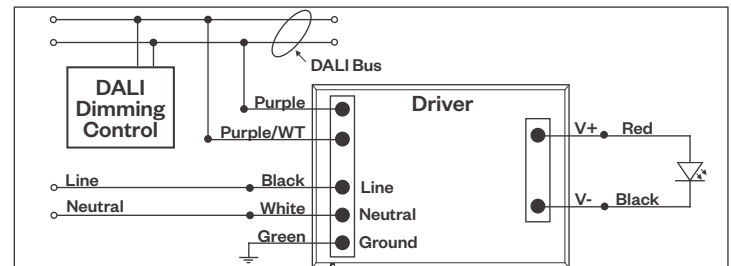 DALI Bus
DALI
Dimming
Control
Driver
Purple
Purple/WT
V+ Red
Line Black Line
V- Black
Neutral White Neutral
Green Ground